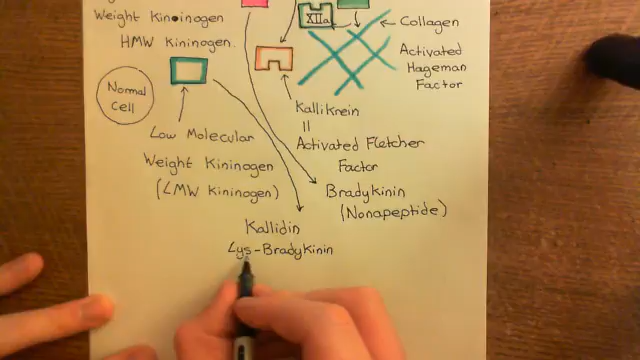 Weight Kininogen
HMW Kininogen.
XIIa
Collagen
Activated
Hageman
Factor
Normal
Cell
Kallikrein
||
Activated Fletcher
Factor
Low Molecular
Weight Kininogen
(LMW Kininogen)
Bradykinin
(Nonapeptide)
Kallidin
Lys-Bradykinin